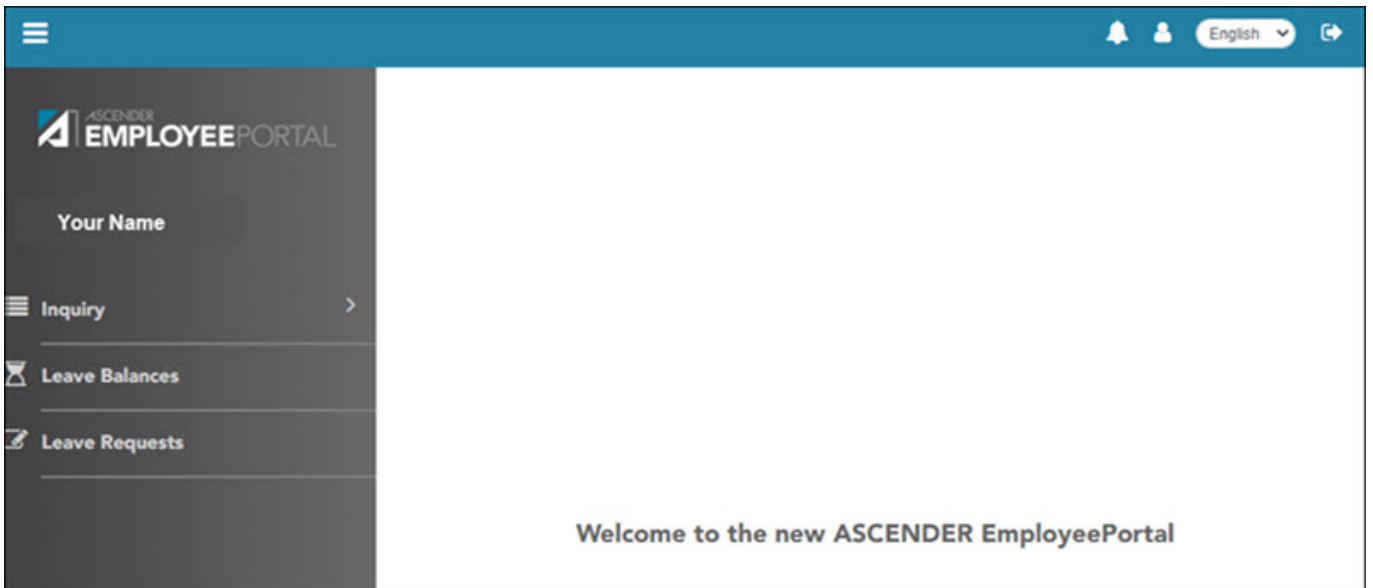 English
ASCENDER
EMPLOYEEPORTAL
Your Name
Inquiry
Leave Balances
Leave Requests
Welcome to the new ASCENDER EmployeePortal